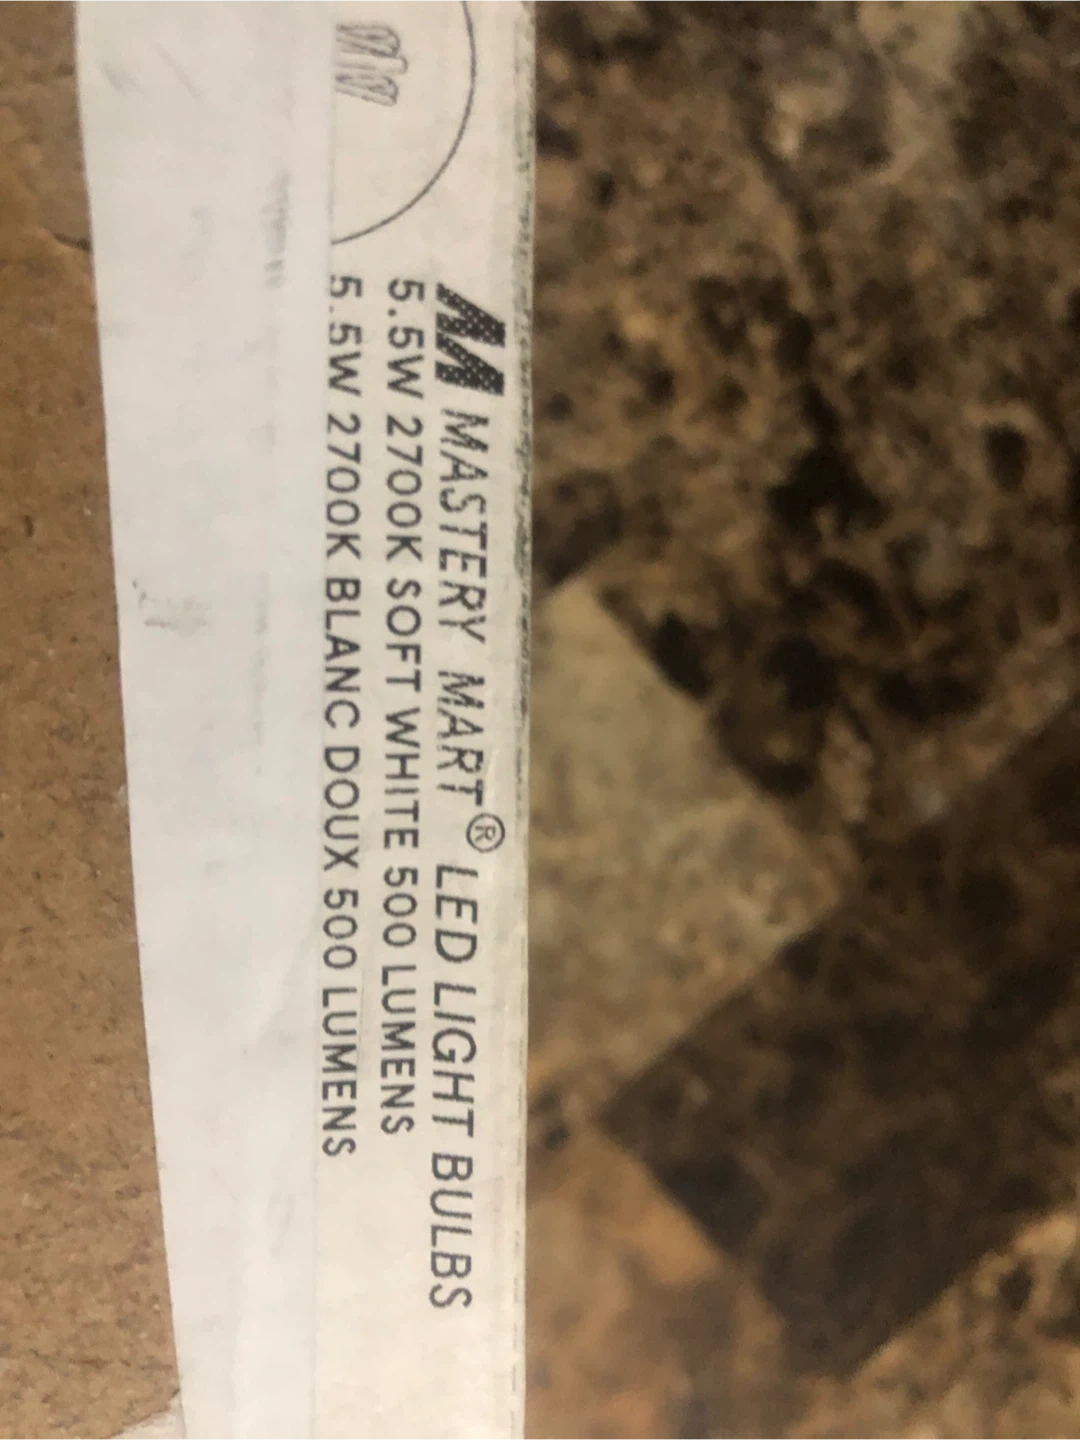 MASTERY MART® LED LIGHT BULBS
5.5W 2700K SOFT WHITE 500 LUMENS
5.5W 2700K BLANC DOUX 500 LUMENS